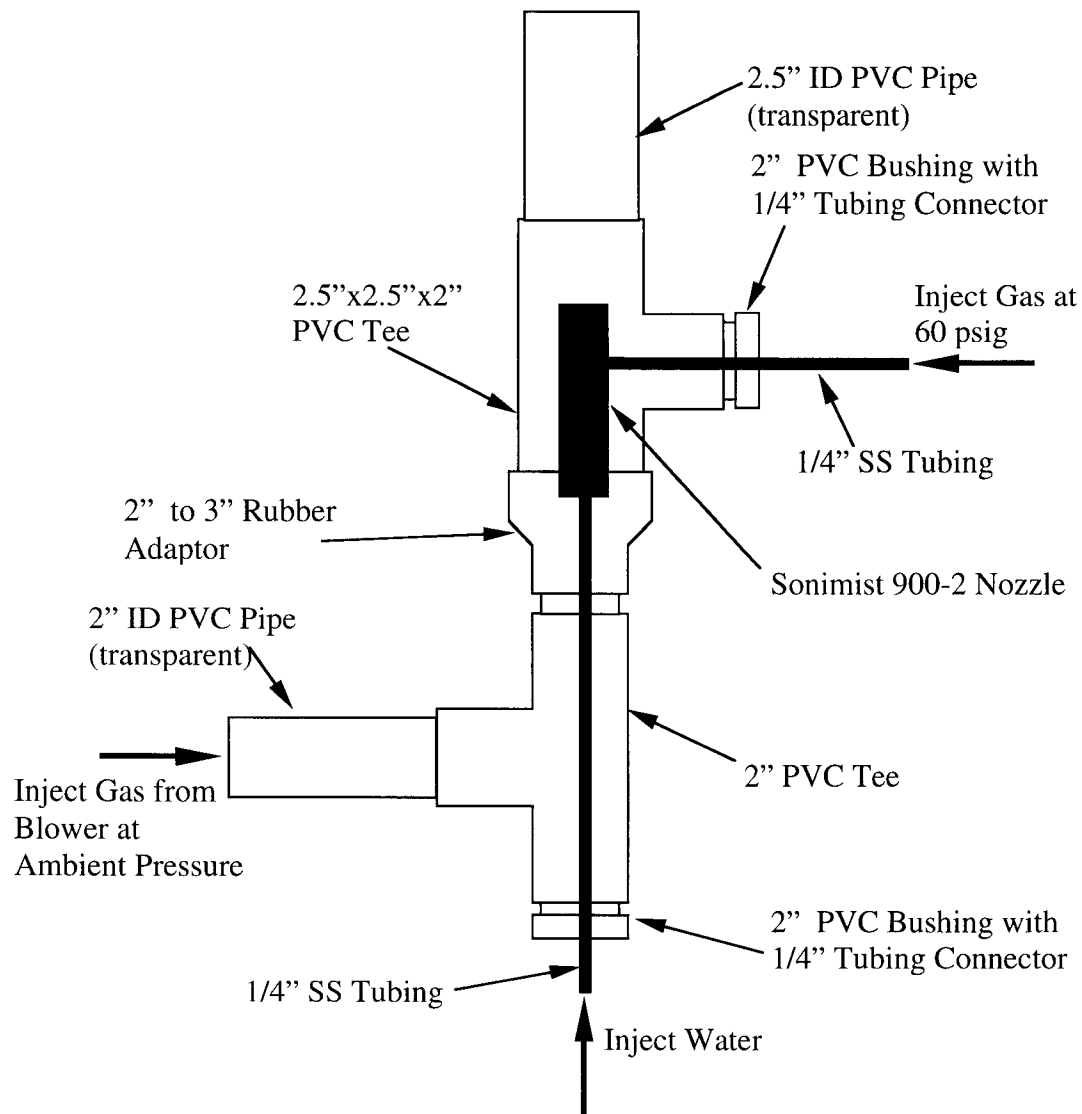 2.5” ID PVC Pipe
(transparent)
2”  PVC Bushing with
1/4” Tubing Connector
2.5”x2.5”x2”
PVC Tee
Inject Gas at
60 psig
1/4” SS Tubing
2”  to 3” Rubber
Adaptor
Sonimist 900-2 Nozzle
2” ID PVC Pipe
(transparent)
2” PVC Tee
Inject Gas from
Blower at
Ambient Pressure
2”  PVC Bushing with
1/4” Tubing Connector
1/4” SS Tubing
Inject Water